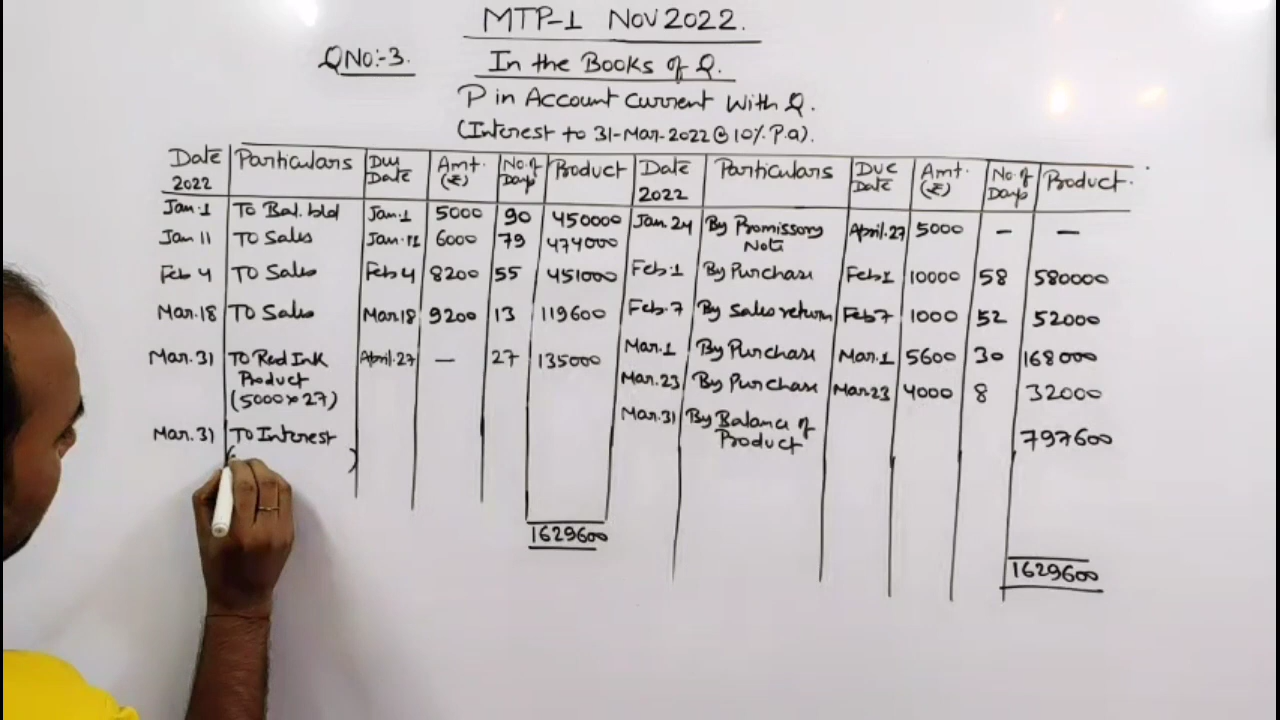 MTP-1 Nov 2022.
Q No:-3.
In the Books of Q.
P in Account Current With Q.
(Interest to 31-Mar-2022 @ 10% P.a).
Date 2022 | Particulars | Due Date | Amt. (₹) | No. of Days | Product | Date 2022 | Particulars | Due Date | Amt. (₹) | No. of Days | Product.
Jan.1 To Bal. b/d Jan.1 5000 90 450000 Jan.24 By Promissory Note April.27 5000 — —
Jan 11 To Sales Jan.11 6000 79 474000
Feb 4 To Sales Feb 4 8200 55 451000 Feb.1 By Purchase Feb.1 10000 58 580000
Mar.18 To Sales Mar.18 9200 13 119600 Feb.7 By Sales return Feb 7 1000 52 52000
Mar.31 To Red Ink Product (5000×27) April.27 — 27 135000 Mar.1 By Purchase Mar.1 5600 30 168000
Mar.23 By Purchase Mar.23 4000 8 32000
Mar.31 To Interest ( ) Mar.31 By Balance of Product 797600
1629600
1629600